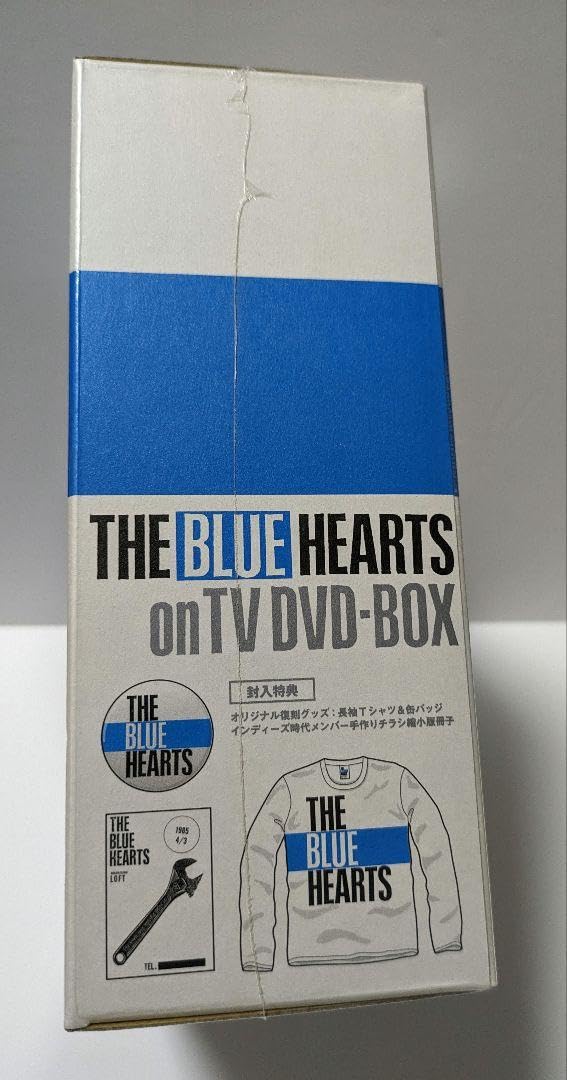 THE BLUE HEARTS
on TV DVD-BOX
封入特典
オリジナル復刻グッズ：長袖Tシャツ＆缶バッジ
インディーズ時代メンバー手作りチラシ縮小版冊子
THE
BLUE
HEARTS
THE
BLUE
HEARTS
LOFT
1985
4/3
TEL.
THE
BLUE
HEARTS